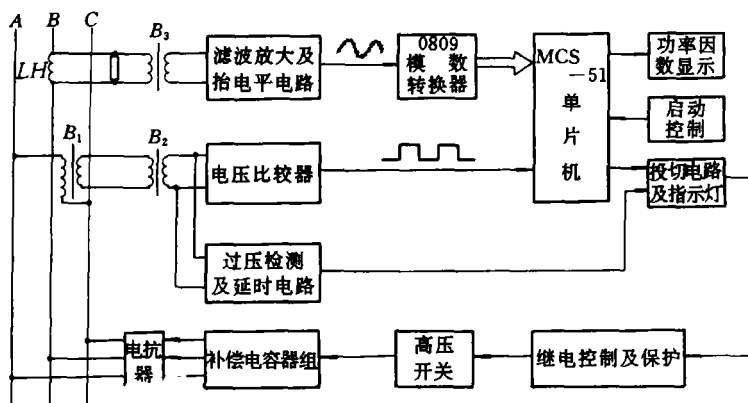 A B C
LH
B3
滤波放大及
抬电平电路
0809
模数
转换器
MCS
-51
单
片
机
功率因
数显示
启动
控制
B1
B2
电压比较器
投切电路
及指示灯
过压检测
及延时电路
电抗
器
补偿电容器组
高压
开关
继电控制及保护